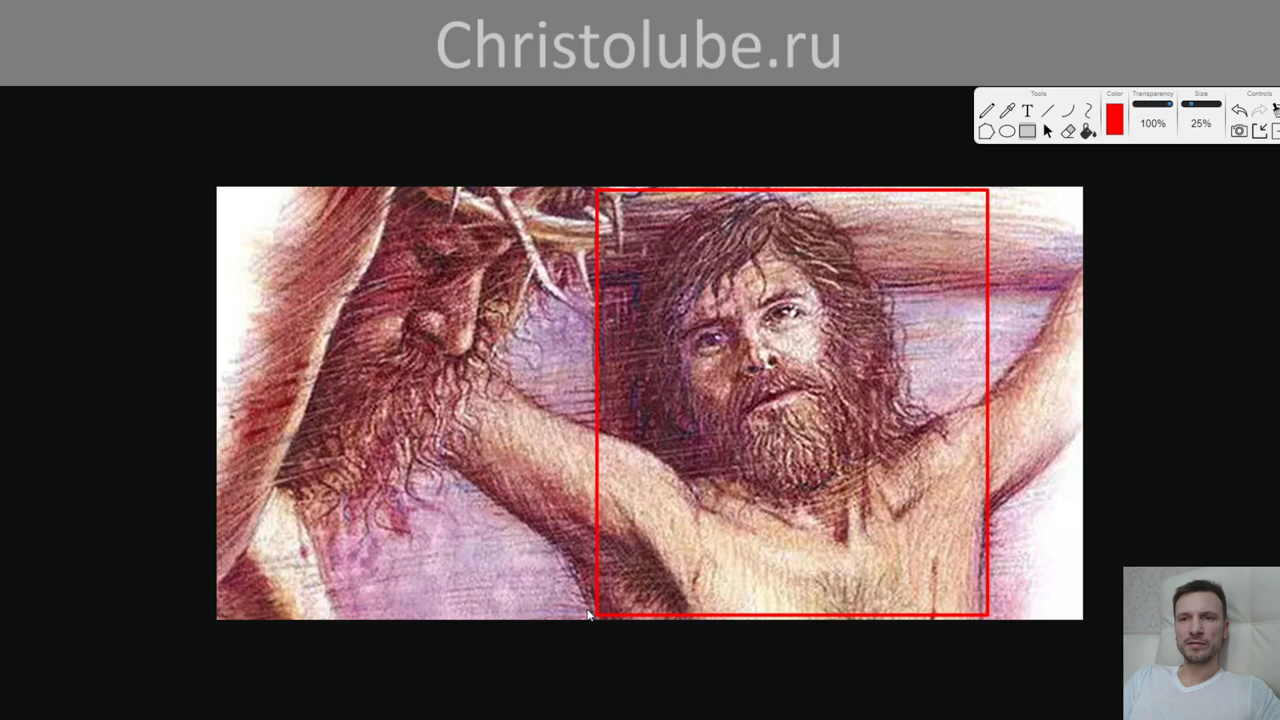 Christolube.ru
Tools
Color
Transparency
Size
Controls
T
100%
25%